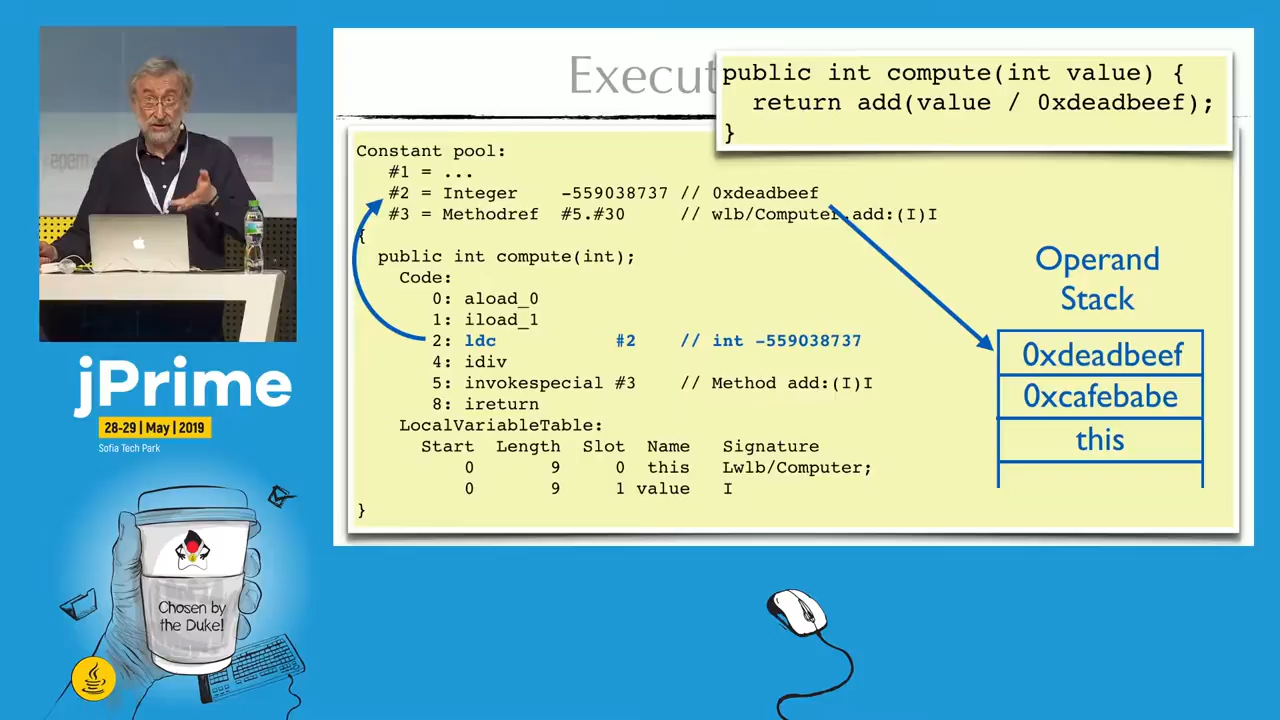 Execut
public int compute(int value) {
return add(value / 0xdeadbeef);
}
Constant pool:
#1 = ...
#2 = Integer -559038737 // 0xdeadbeef
#3 = Methodref #5.#30 // wlb/Computer.add:(I)I
{
public int compute(int);
Code:
0: aload_0
1: iload_1
2: ldc #2 // int -559038737
4: idiv
5: invokespecial #3 // Method add:(I)I
8: ireturn
LocalVariableTable:
Start Length Slot Name Signature
0 9 0 this Lwlb/Computer;
0 9 1 value I
}
Operand
Stack
0xdeadbeef
0xcafebabe
this
epam
jPrime
28-29 | May | 2019
Sofia Tech Park
Chosen by
the Duke!